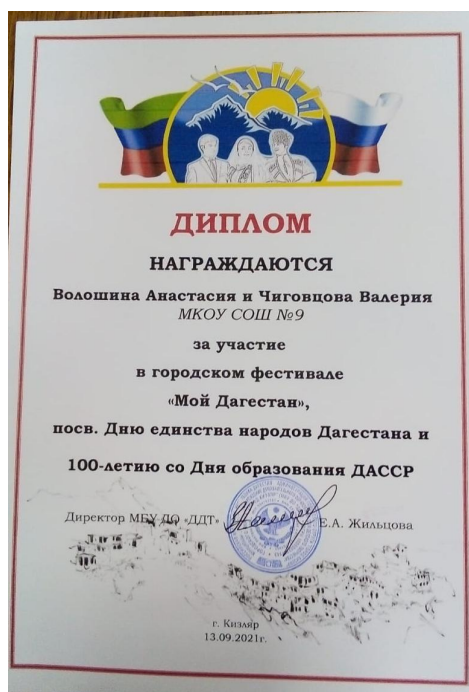 ДИПЛОМ
НАГРАЖДАЮТСЯ
Волошина Анастасия и Чиговцова Валерия
МКОУ СОШ №9
за участие
в городском фестивале
«Мой Дагестан»,
посв. Дню единства народов Дагестана и
100-летию со Дня образования ДАССР
Директор МБУ ДО «ДДТ» Е.А. Жильцова
г. Кизляр
13.09.2021г.